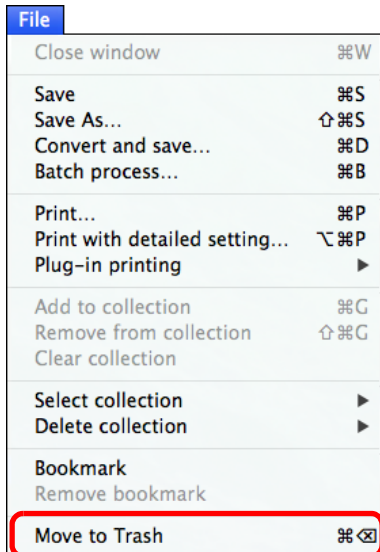 File
Close window ⌘W
Save ⌘S
Save As... ⇧⌘S
Convert and save... ⌘D
Batch process... ⌘B
Print... ⌘P
Print with detailed setting... ⌥⌘P
Plug-in printing ▶
Add to collection ⌘G
Remove from collection ⇧⌘G
Clear collection
Select collection ▶
Delete collection ▶
Bookmark
Remove bookmark
Move to Trash ⌘⌫